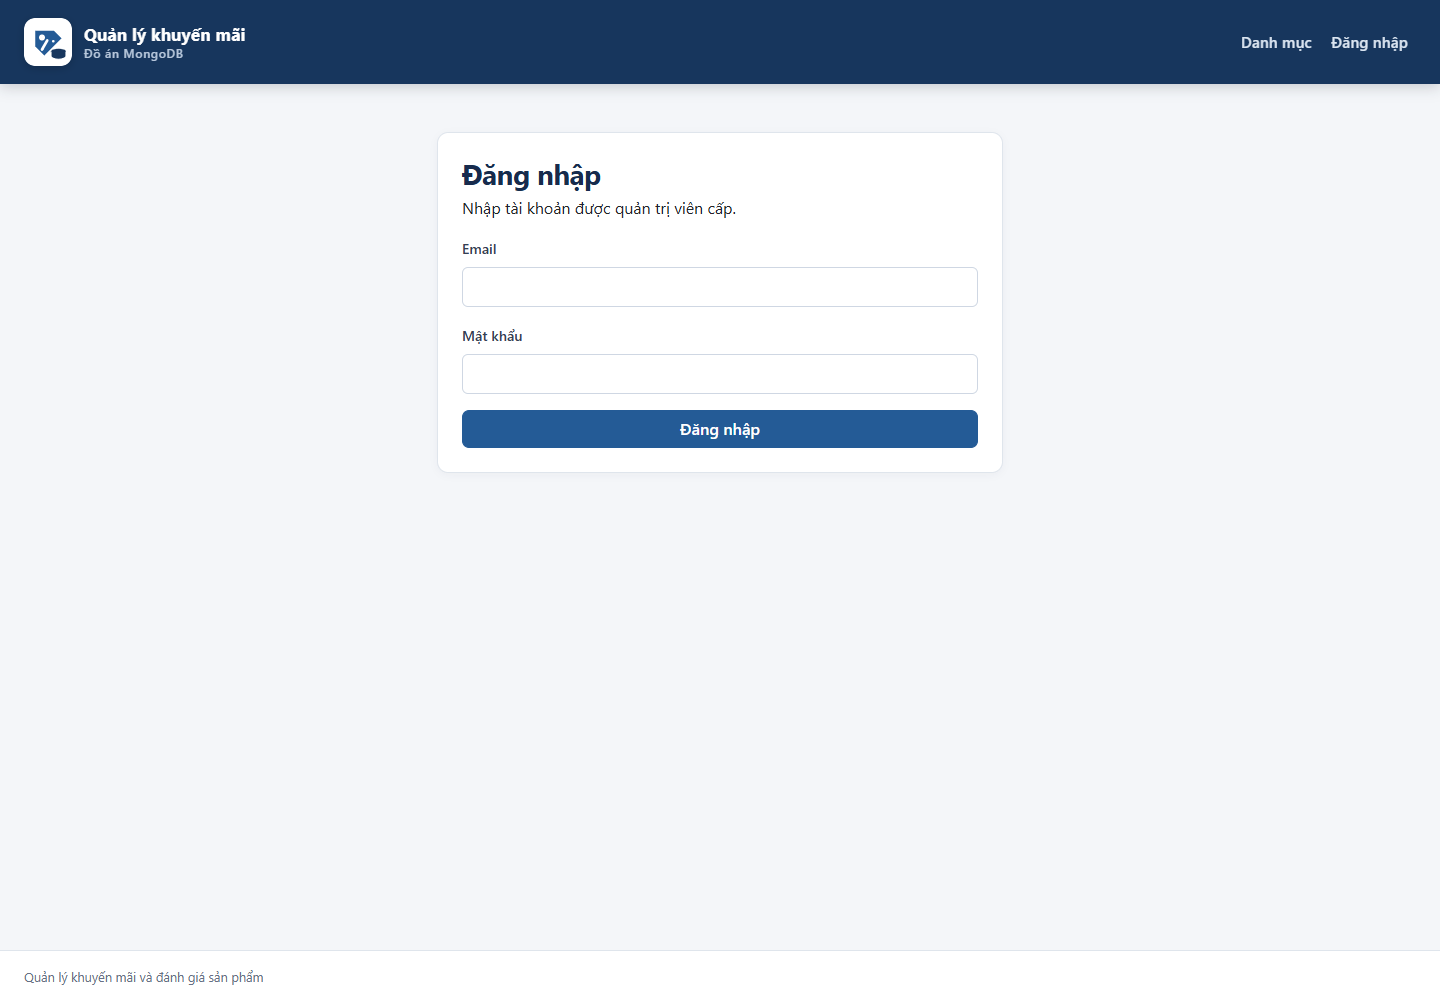 Quản lý khuyến mãi
Đồ án MongoDB
Danh mục
Đăng nhập
Đăng nhập
Nhập tài khoản được quản trị viên cấp.
Email
Mật khẩu
Đăng nhập
Quản lý khuyến mãi và đánh giá sản phẩm